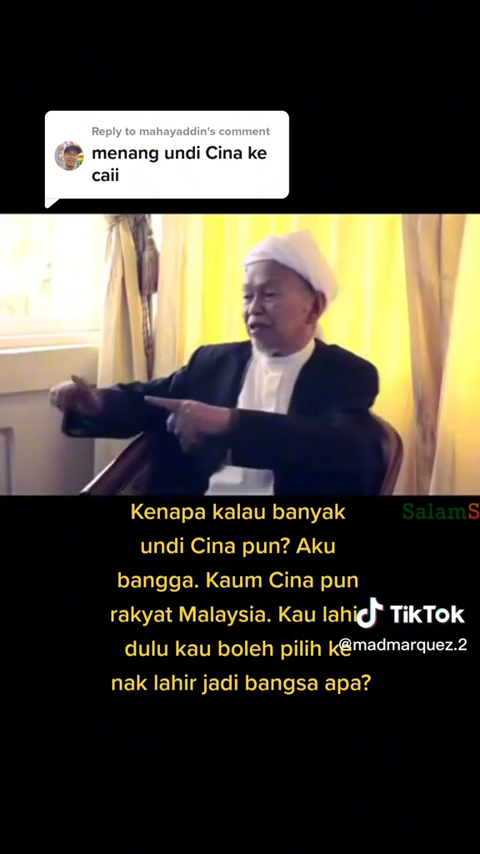 Reply to mahayaddin's comment
menang undi Cina ke
caii
Kenapa kalau banyak
undi Cina pun? Aku
bangga. Kaum Cina pun
rakyat Malaysia. Kau lahir
dulu kau boleh pilih ke
nak lahir jadi bangsa apa?
SalamS
TikTok
@madmarquez.2